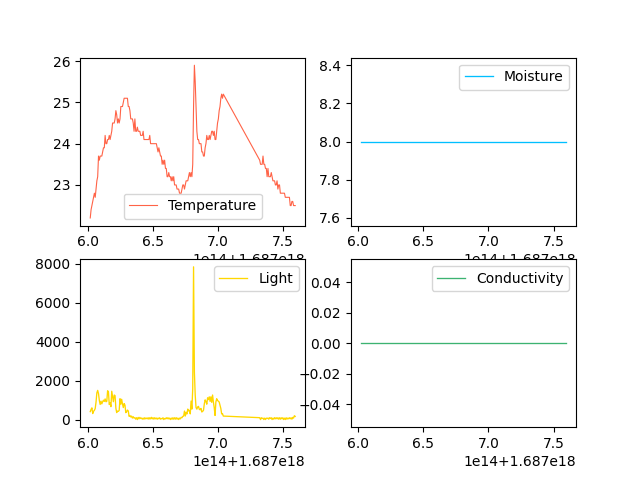 26
25
24
23
6.0 6.5 7.0 7.5
1e14+1.687e18
Temperature
8.4
8.2
8.0
7.8
7.6
6.0 6.5 7.0 7.5
1e14+1.687e18
Moisture
8000
6000
4000
2000
0
6.0 6.5 7.0 7.5
1e14+1.687e18
Light
0.04
0.02
0.00
−0.02
−0.04
6.0 6.5 7.0 7.5
1e14+1.687e18
Conductivity